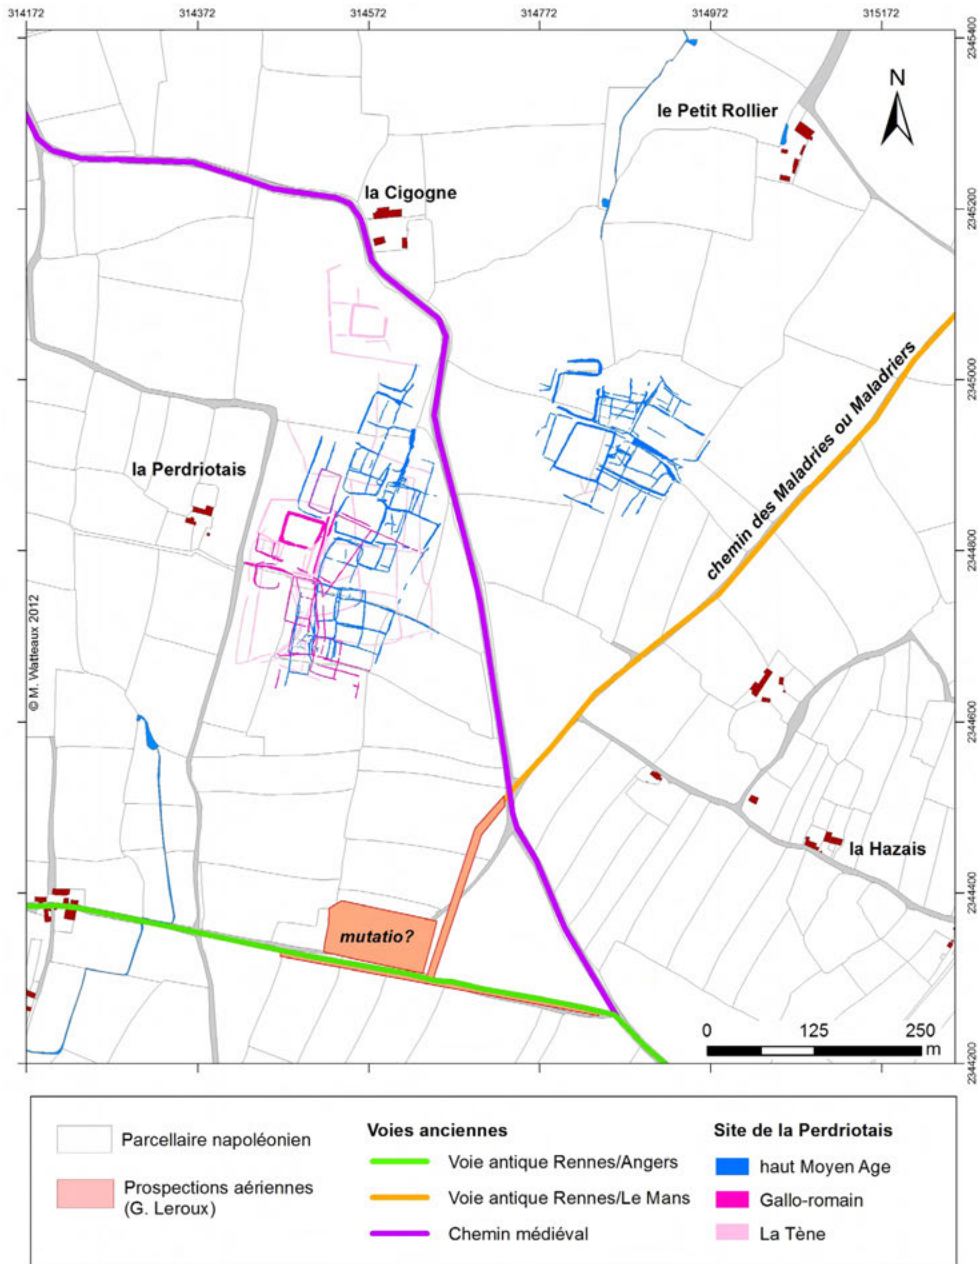 314172 314372 314572 314772 314972 315172
2345400
N
le Petit Rollier
la Cigogne
2345200
2345000
chemin des Maladries ou Maladriers
la Perdriotais
2344800
© M. Watteaux 2012
2344600
la Hazais
2344400
mutatio?
0 125 250
m
2344200
Parcellaire napoléonien
Prospections aériennes
(G. Leroux)
Voies anciennes
Voie antique Rennes/Angers
Voie antique Rennes/Le Mans
Chemin médiéval
Site de la Perdriotais
haut Moyen Age
Gallo-romain
La Tène